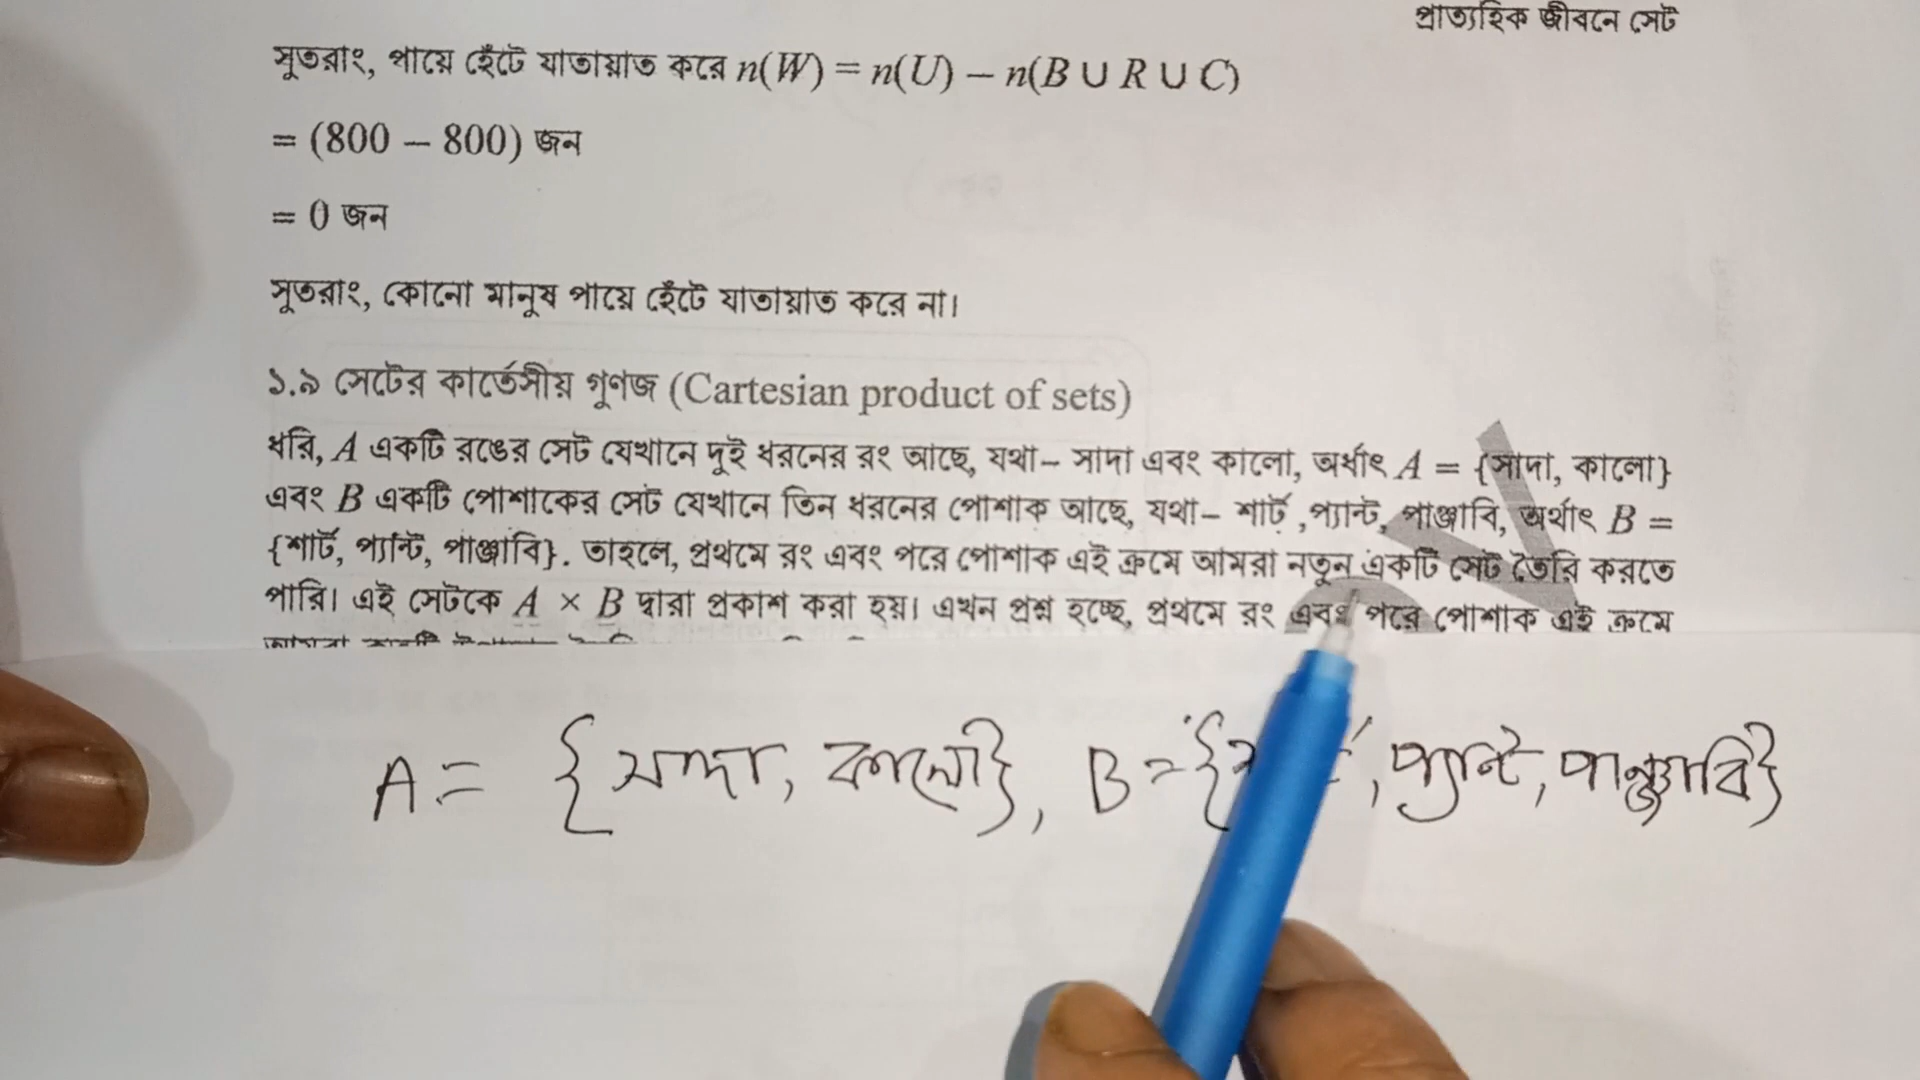 প্রাত্যহিক জীবনে সেট
সুতরাং, পায়ে হেঁটে যাতায়াত করে n(W) = n(U) − n(B ∪ R ∪ C)
= (800 − 800) জন
= 0 জন
সুতরাং, কোনো মানুষ পায়ে হেঁটে যাতায়াত করে না।
১.৯ সেটের কার্তেসীয় গুণজ (Cartesian product of sets)
ধরি, A একটি রঙের সেট যেখানে দুই ধরনের রং আছে, যথা– সাদা এবং কালো, অর্থাৎ A = {সাদা, কালো}
এবং B একটি পোশাকের সেট যেখানে তিন ধরনের পোশাক আছে, যথা– শার্ট ,প্যান্ট, পাঞ্জাবি, অর্থাৎ B =
{শার্ট, প্যান্ট, পাঞ্জাবি}. তাহলে, প্রথমে রং এবং পরে পোশাক এই ক্রমে আমরা নতুন একটি সেট তৈরি করতে
পারি। এই সেটকে A × B দ্বারা প্রকাশ করা হয়। এখন প্রশ্ন হচ্ছে, প্রথমে রং এবং পরে পোশাক এই ক্রমে
A = {সাদা, কালো}, B = { , প্যান্ট, পানজাবি}